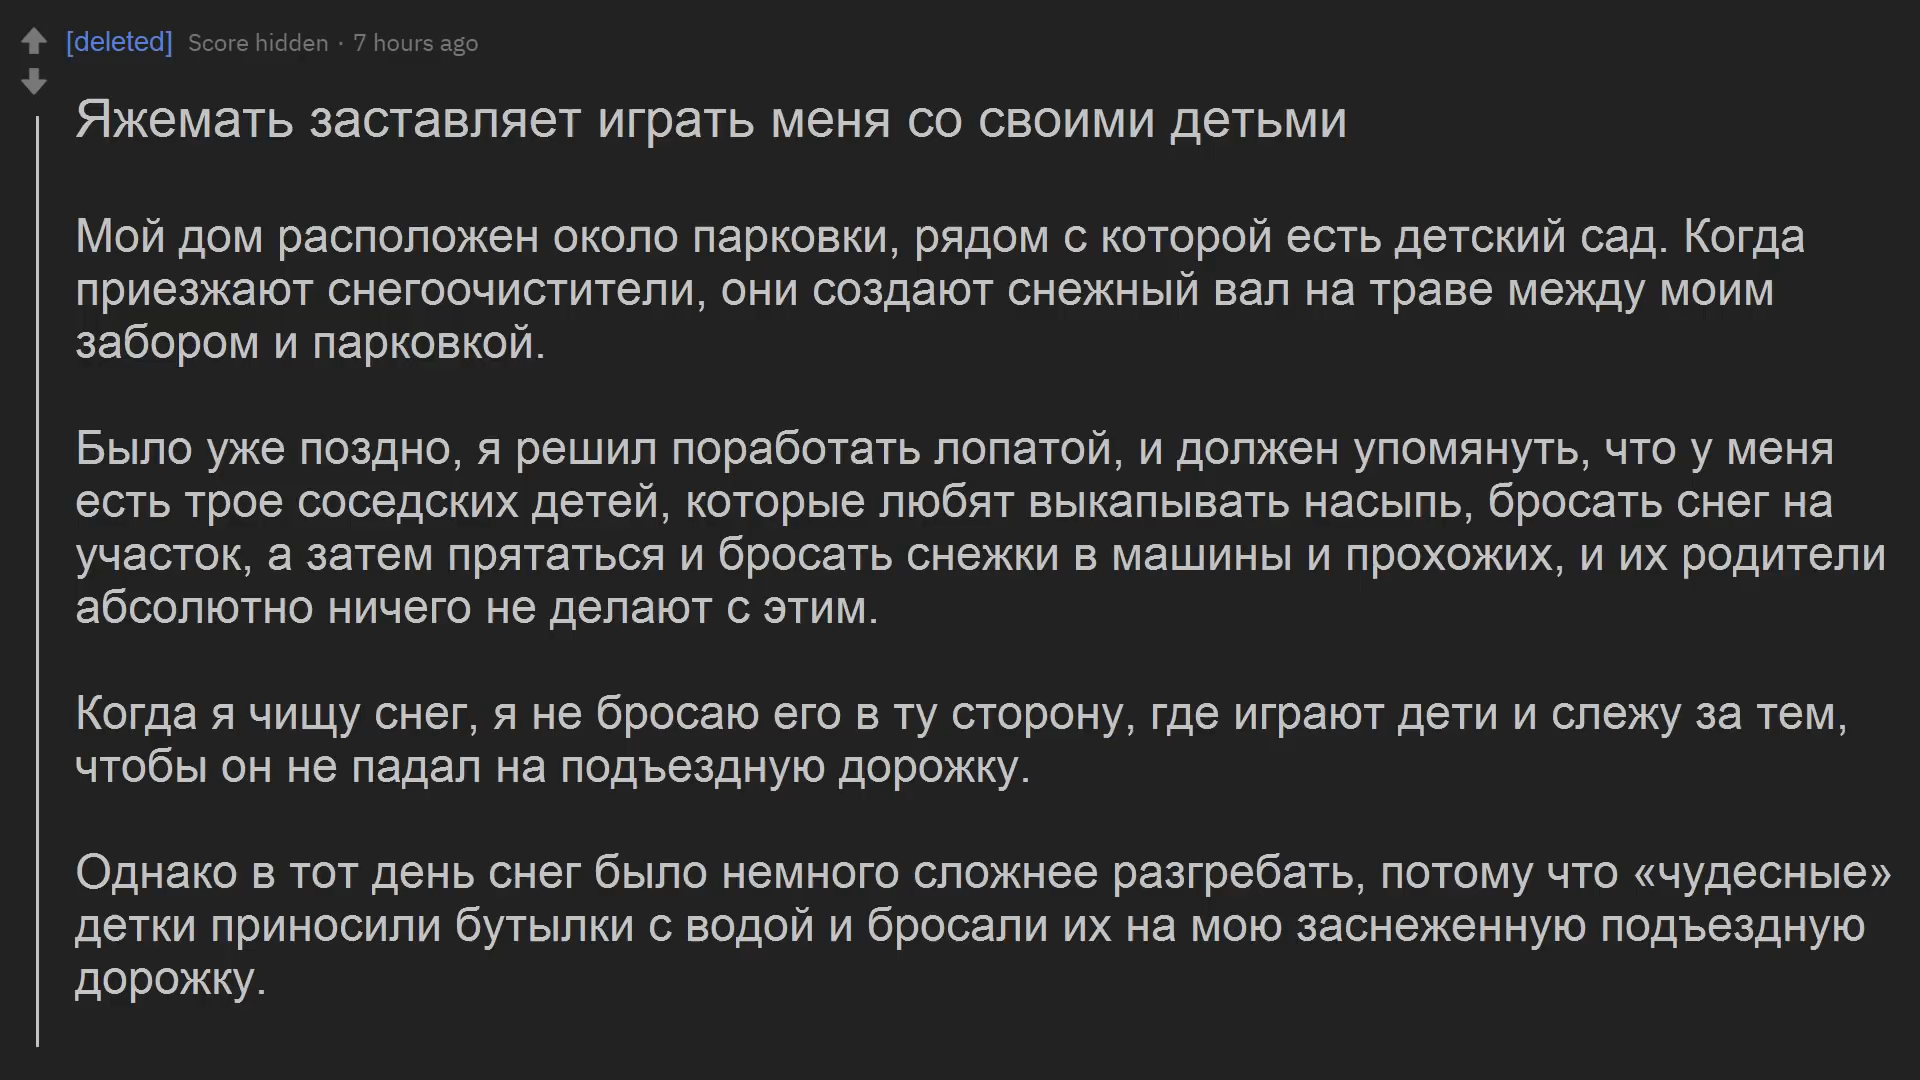 [deleted] Score hidden · 7 hours ago
Яжемать заставляет играть меня со своими детьми
Мой дом расположен около парковки, рядом с которой есть детский сад. Когда
приезжают снегоочистители, они создают снежный вал на траве между моим
забором и парковкой.
Было уже поздно, я решил поработать лопатой, и должен упомянуть, что у меня
есть трое соседских детей, которые любят выкапывать насыпь, бросать снег на
участок, а затем прятаться и бросать снежки в машины и прохожих, и их родители
абсолютно ничего не делают с этим.
Когда я чищу снег, я не бросаю его в ту сторону, где играют дети и слежу за тем,
чтобы он не падал на подъездную дорожку.
Однако в тот день снег было немного сложнее разгребать, потому что «чудесные»
детки приносили бутылки с водой и бросали их на мою заснеженную подъездную
дорожку.